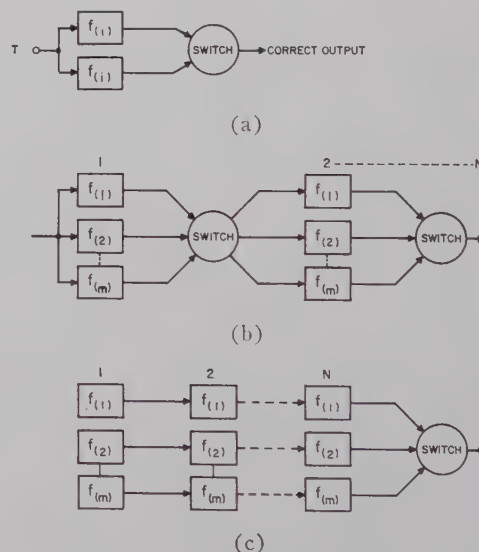 f(1)
T
SWITCH
CORRECT OUTPUT
f(i)
(a)
1
2
N
f(1)
f(1)
f(2)
SWITCH
f(2)
SWITCH
f(m)
f(m)
(b)
1
2
N
f(1)
f(1)
f(1)
f(2)
f(2)
f(2)
SWITCH
f(m)
f(m)
f(m)
(c)